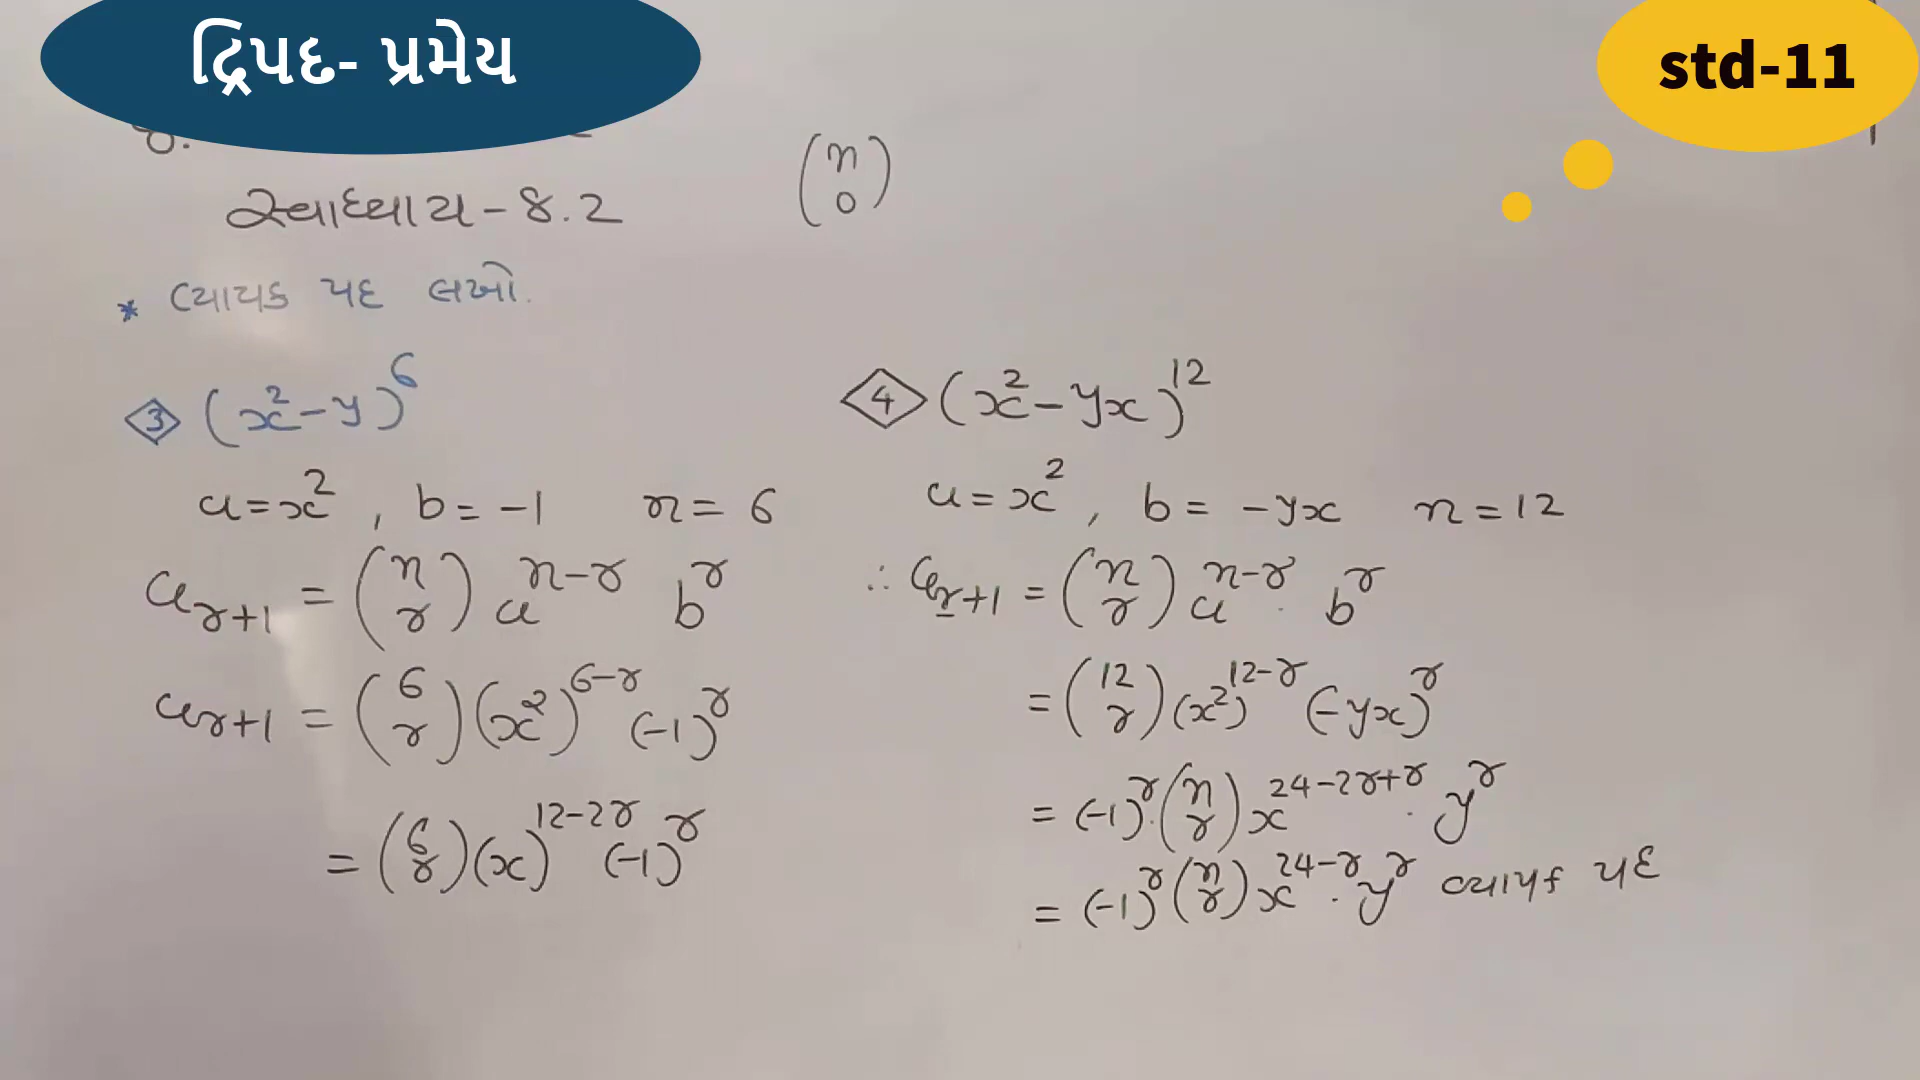 દ્વિપદ- પ્રમેય
std-11
8.
સ્વાધ્યાય - 8.2
(n 0)
* વ્યાપક પદ લખો.
3 (x²-y)⁶
a = x² , b = -1 n = 6
a_{r+1} = (n r) a^{n-r} b^r
a_{r+1} = (6 r) (x²)^{6-r} (-1)^r
= (6 r) (x)^{12-2r} (-1)^r
4 (x²-yx)^{12}
a = x² , b = -yx n = 12
∴ a_{r+1} = (n r) a^{n-r} . b^r
= (12 r) (x²)^{12-r} (-yx)^r
= (-1)^r . (n r) x^{24-2r+r} . y^r
= (-1)^r (n r) x^{24-r} . y^r વ્યાપક પદ